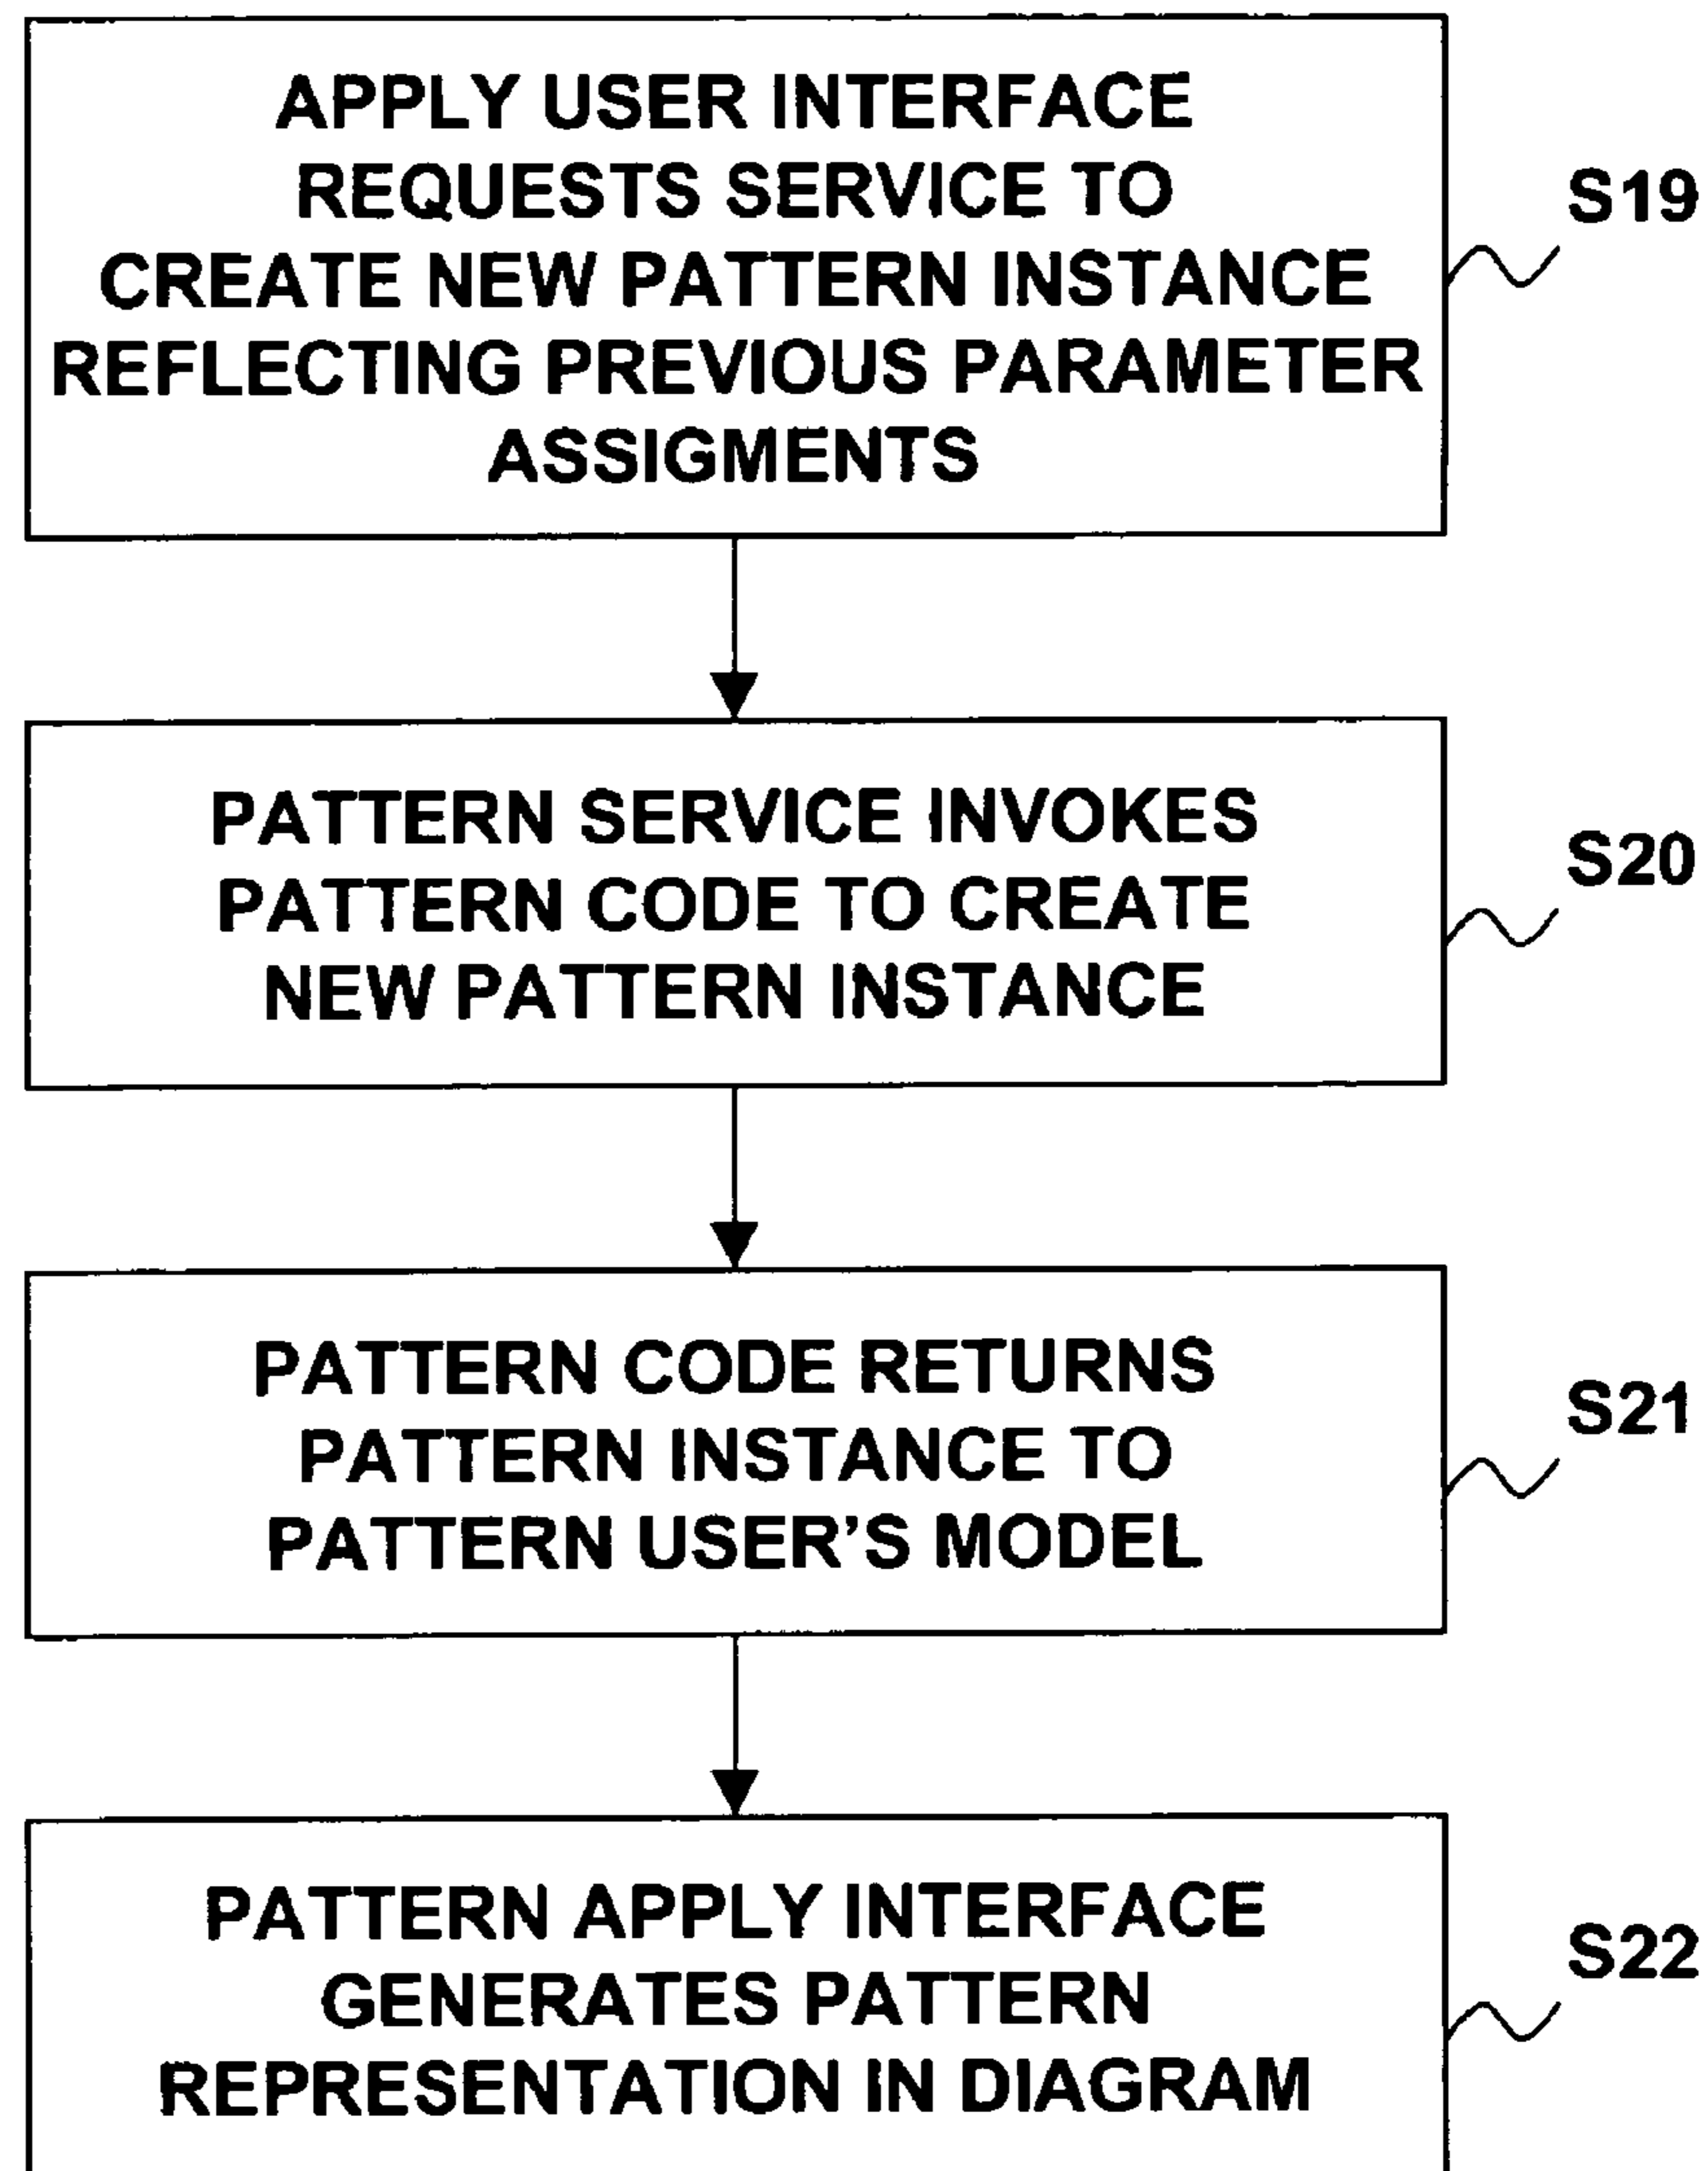 APPLY USER INTERFACE
REQUESTS SERVICE TO
CREATE NEW PATTERN INSTANCE
REFLECTING PREVIOUS PARAMETER
ASSIGMENTS
S19
PATTERN SERVICE INVOKES
PATTERN CODE TO CREATE
NEW PATTERN INSTANCE
S20
PATTERN CODE RETURNS
PATTERN INSTANCE TO
PATTERN USER'S MODEL
S21
PATTERN APPLY INTERFACE
GENERATES PATTERN
REPRESENTATION IN DIAGRAM
S22